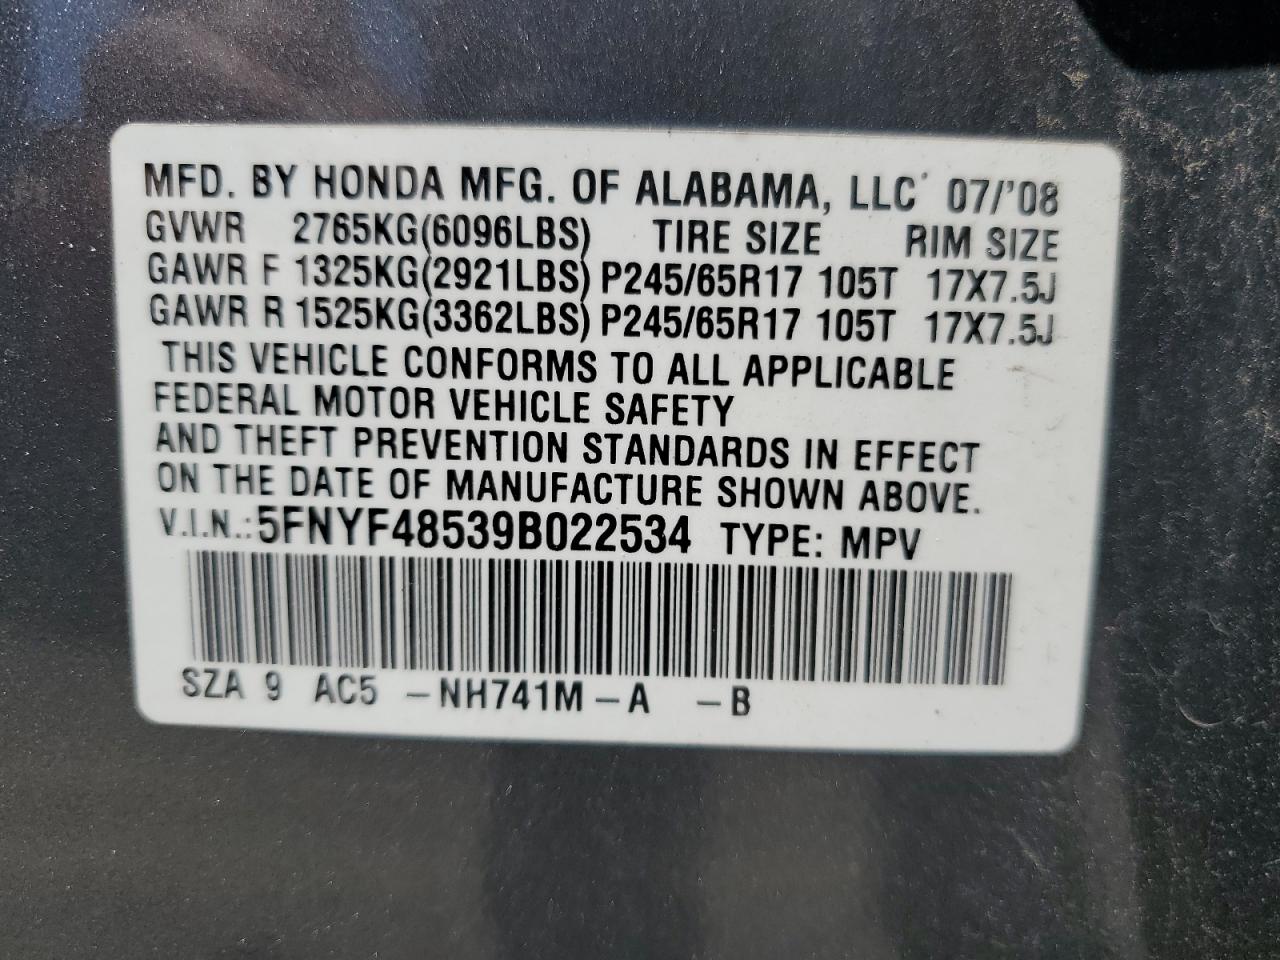 MFD. BY HONDA MFG. OF ALABAMA, LLC 07/'08
GVWR 2765KG(6096LBS) TIRE SIZE RIM SIZE
GAWR F 1325KG(2921LBS) P245/65R17 105T 17X7.5J
GAWR R 1525KG(3362LBS) P245/65R17 105T 17X7.5J
THIS VEHICLE CONFORMS TO ALL APPLICABLE
FEDERAL MOTOR VEHICLE SAFETY
AND THEFT PREVENTION STANDARDS IN EFFECT
ON THE DATE OF MANUFACTURE SHOWN ABOVE.
V.I.N.: 5FNYF48539B022534 TYPE: MPV
SZA 9 AC5 -NH741M-A -B